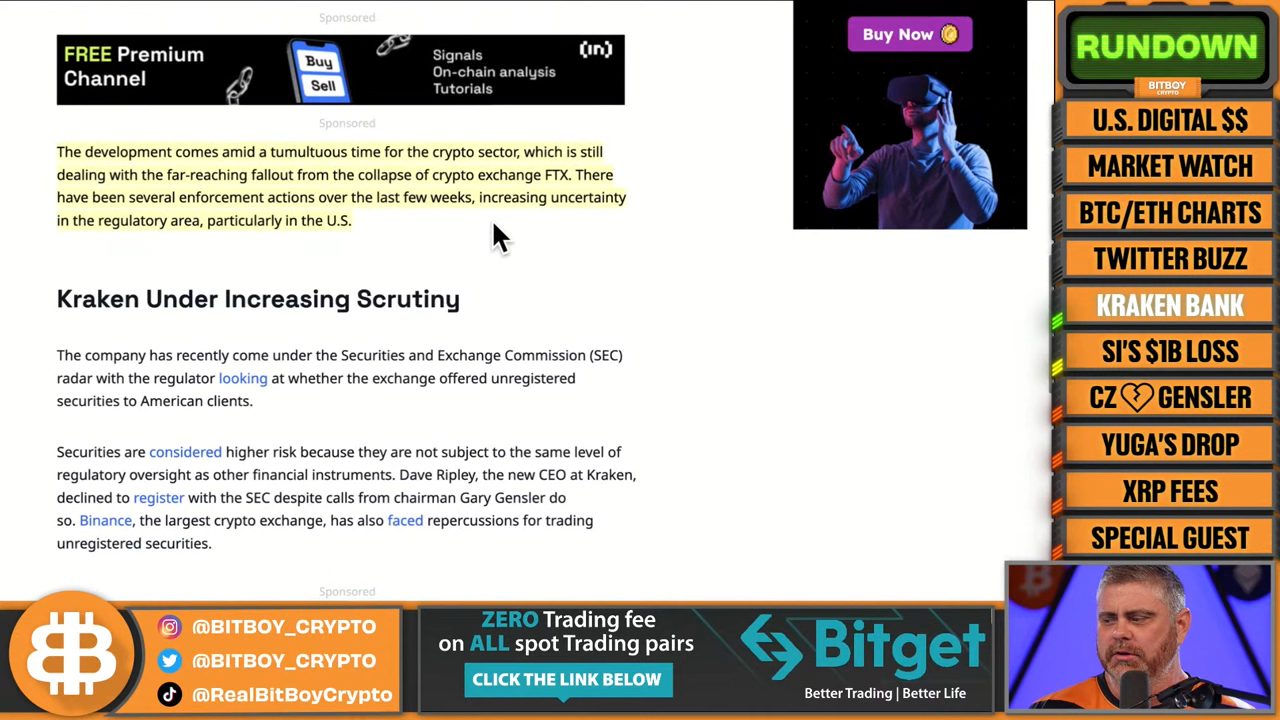 Sponsored
FREE Premium
Channel
Buy
Sell
Signals
On-chain analysis
Tutorials
(in)
Sponsored
The development comes amid a tumultuous time for the crypto sector, which is still
dealing with the far-reaching fallout from the collapse of crypto exchange FTX. There
have been several enforcement actions over the last few weeks, increasing uncertainty
in the regulatory area, particularly in the U.S.
Kraken Under Increasing Scrutiny
The company has recently come under the Securities and Exchange Commission (SEC)
radar with the regulator looking at whether the exchange offered unregistered
securities to American clients.
Securities are considered higher risk because they are not subject to the same level of
regulatory oversight as other financial instruments. Dave Ripley, the new CEO at Kraken,
declined to register with the SEC despite calls from chairman Gary Gensler do
so. Binance, the largest crypto exchange, has also faced repercussions for trading
unregistered securities.
Sponsored
Buy Now
RUNDOWN
BITBOY
CRYPTO
U.S. DIGITAL $$
MARKET WATCH
BTC/ETH CHARTS
TWITTER BUZZ
KRAKEN BANK
SI'S $1B LOSS
CZ GENSLER
YUGA'S DROP
XRP FEES
SPECIAL GUEST
@BITBOY_CRYPTO
@BITBOY_CRYPTO
@RealBitBoyCrypto
ZERO Trading fee
on ALL spot Trading pairs
CLICK THE LINK BELOW
Bitget
Better Trading | Better Life